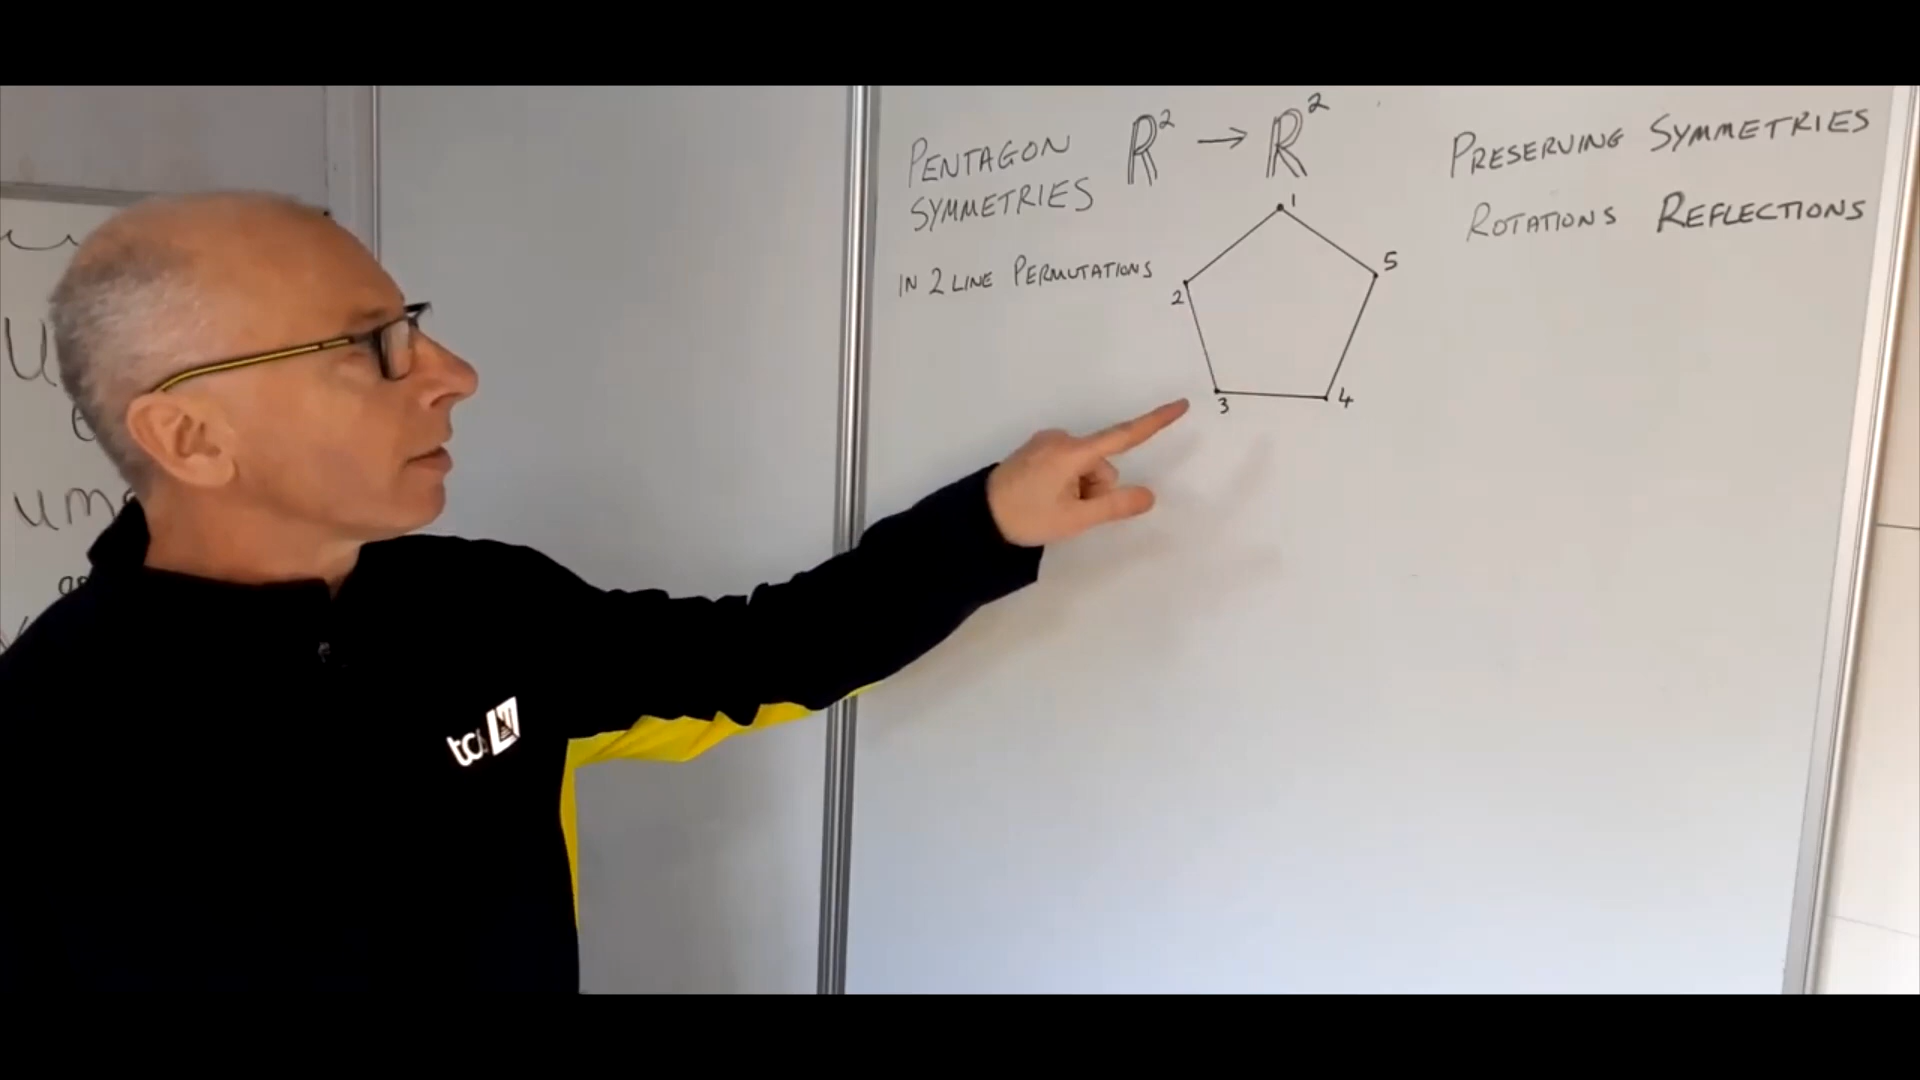 PENTAGON
SYMMETRIES
R² → R²
IN 2 LINE PERMUTATIONS
1
2
3
4
5
PRESERVING SYMMETRIES
ROTATIONS REFLECTIONS